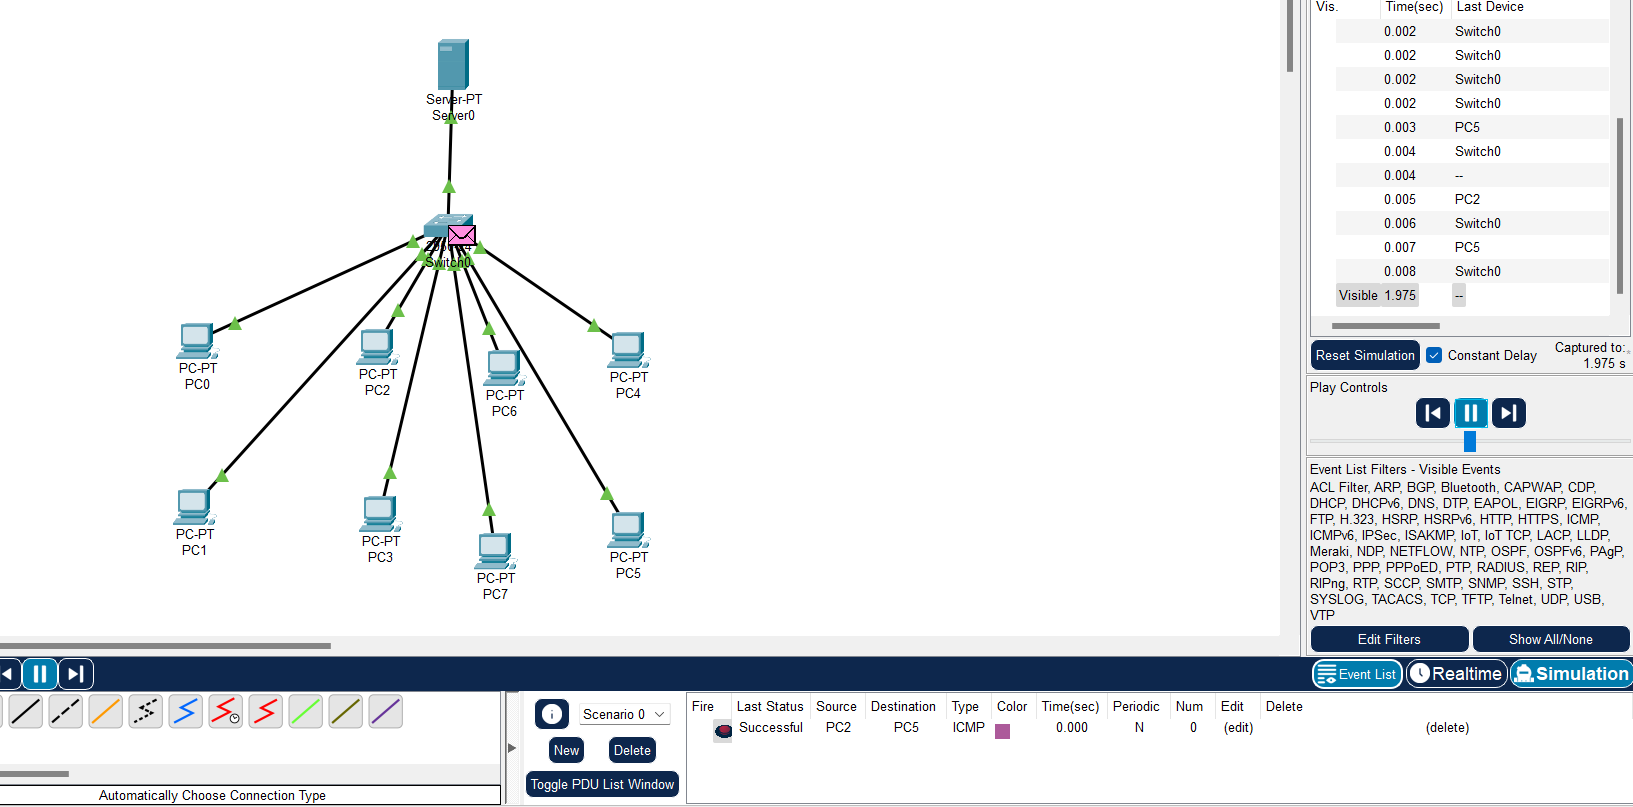 Server-PT
Server0
Switch0
PC-PT
PC0
PC-PT
PC2
PC-PT
PC6
PC-PT
PC4
PC-PT
PC1
PC-PT
PC3
PC-PT
PC7
PC-PT
PC5
Vis. Time(sec) Last Device
0.002 Switch0
0.002 Switch0
0.002 Switch0
0.002 Switch0
0.003 PC5
0.004 Switch0
0.004 --
0.005 PC2
0.006 Switch0
0.007 PC5
0.008 Switch0
Visible 1.975 --
Reset Simulation Constant Delay Captured to:
1.975 s
Play Controls
Event List Filters - Visible Events
ACL Filter, ARP, BGP, Bluetooth, CAPWAP, CDP,
DHCP, DHCPv6, DNS, DTP, EAPOL, EIGRP, EIGRPv6,
FTP, H.323, HSRP, HSRPv6, HTTP, HTTPS, ICMP,
ICMPv6, IPSec, ISAKMP, IoT, IoT TCP, LACP, LLDP,
Meraki, NDP, NETFLOW, NTP, OSPF, OSPFv6, PAgP,
POP3, PPP, PPPoED, PTP, RADIUS, REP, RIP,
RIPng, RTP, SCCP, SMTP, SNMP, SSH, STP,
SYSLOG, TACACS, TCP, TFTP, Telnet, UDP, USB,
VTP
Edit Filters Show All/None
Event List Realtime Simulation
Scenario 0
New Delete
Toggle PDU List Window
Fire Last Status Source Destination Type Color Time(sec) Periodic Num Edit Delete
Successful PC2 PC5 ICMP 0.000 N 0 (edit) (delete)
Automatically Choose Connection Type